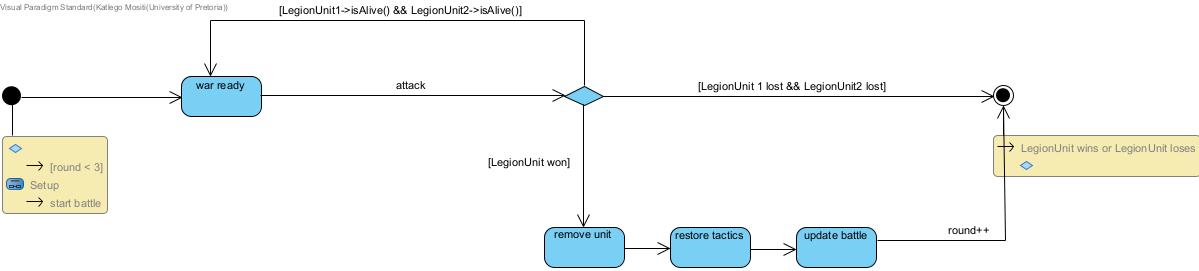 Visual Paradigm Standard(Katlego Mositi(University of Pretoria))
[LegionUnit1->isAlive() && LegionUnit2->isAlive()]
war ready
attack
[LegionUnit 1 lost && LegionUnit2 lost]
[round < 3]
Setup
start battle
LegionUnit wins or LegionUnit loses
[LegionUnit won]
remove unit
restore tactics
update battle
round++